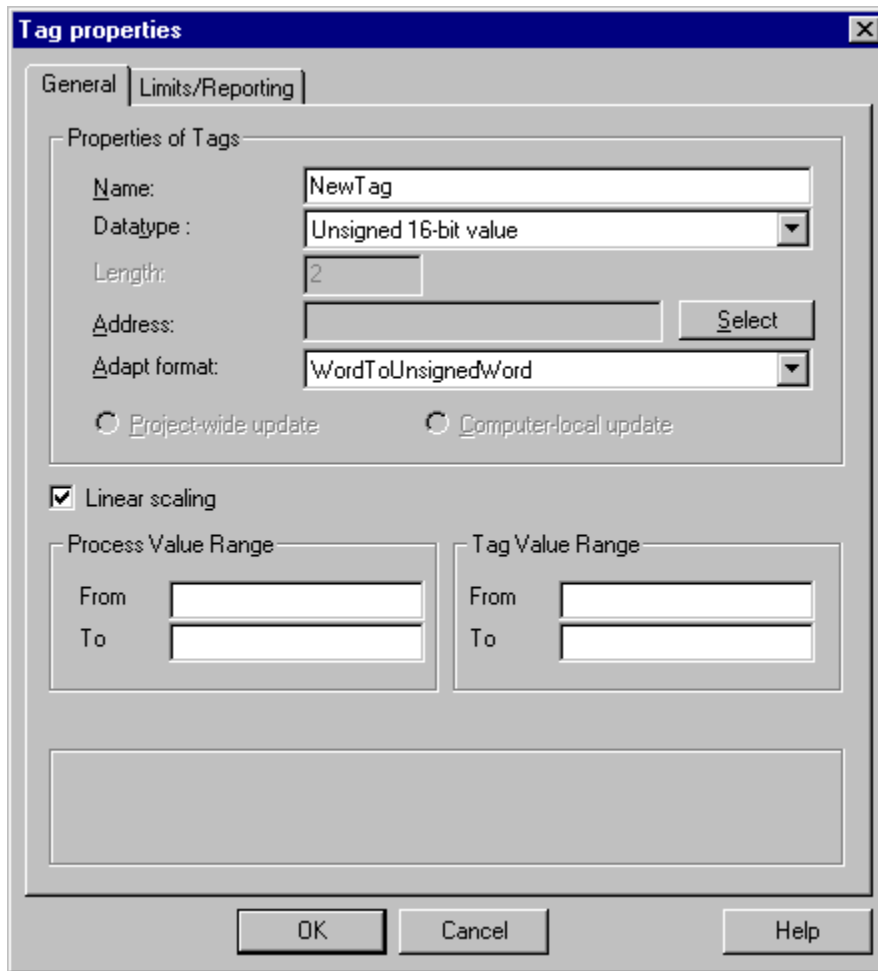 Tag properties
General Limits/Reporting
Properties of Tags
Name: NewTag
Datatype : Unsigned 16-bit value
Length: 2
Address: Select
Adapt format: WordToUnsignedWord
Project-wide update Computer-local update
Linear scaling
Process Value Range Tag Value Range
From From
To To
OK Cancel Help